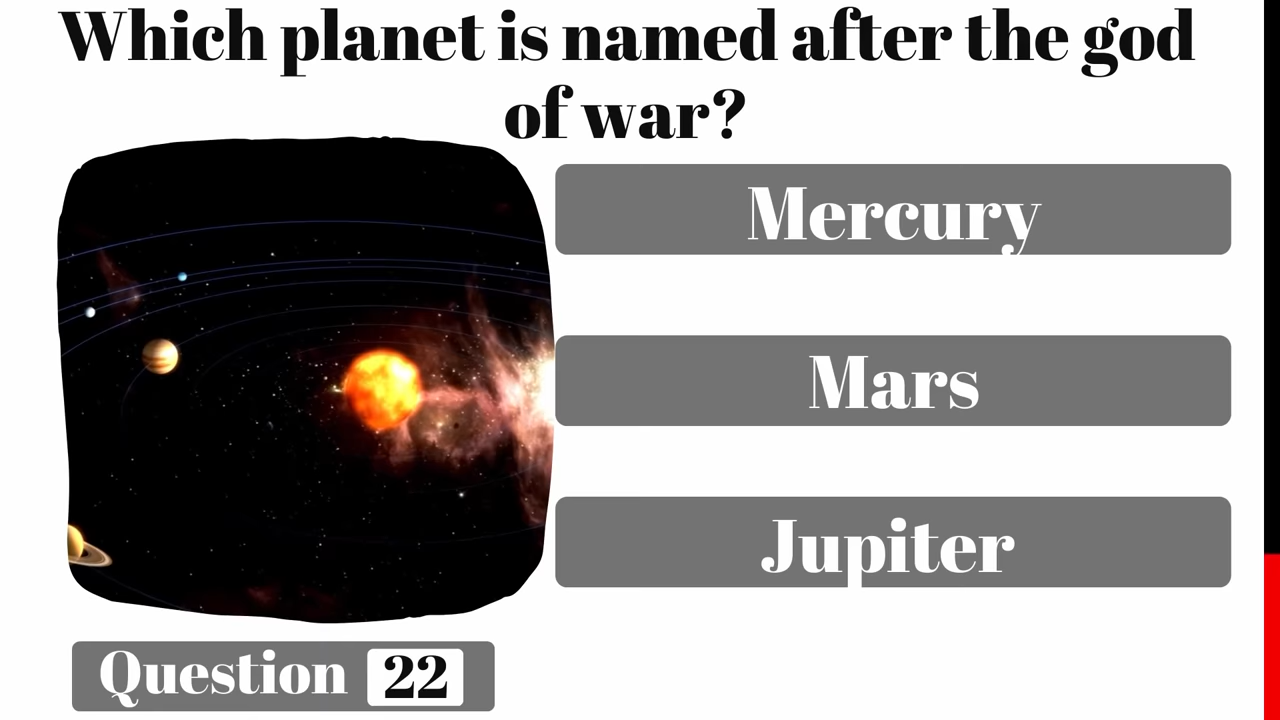 Which planet is named after the god
of war?
Mercury
Mars
Jupiter
Question 22